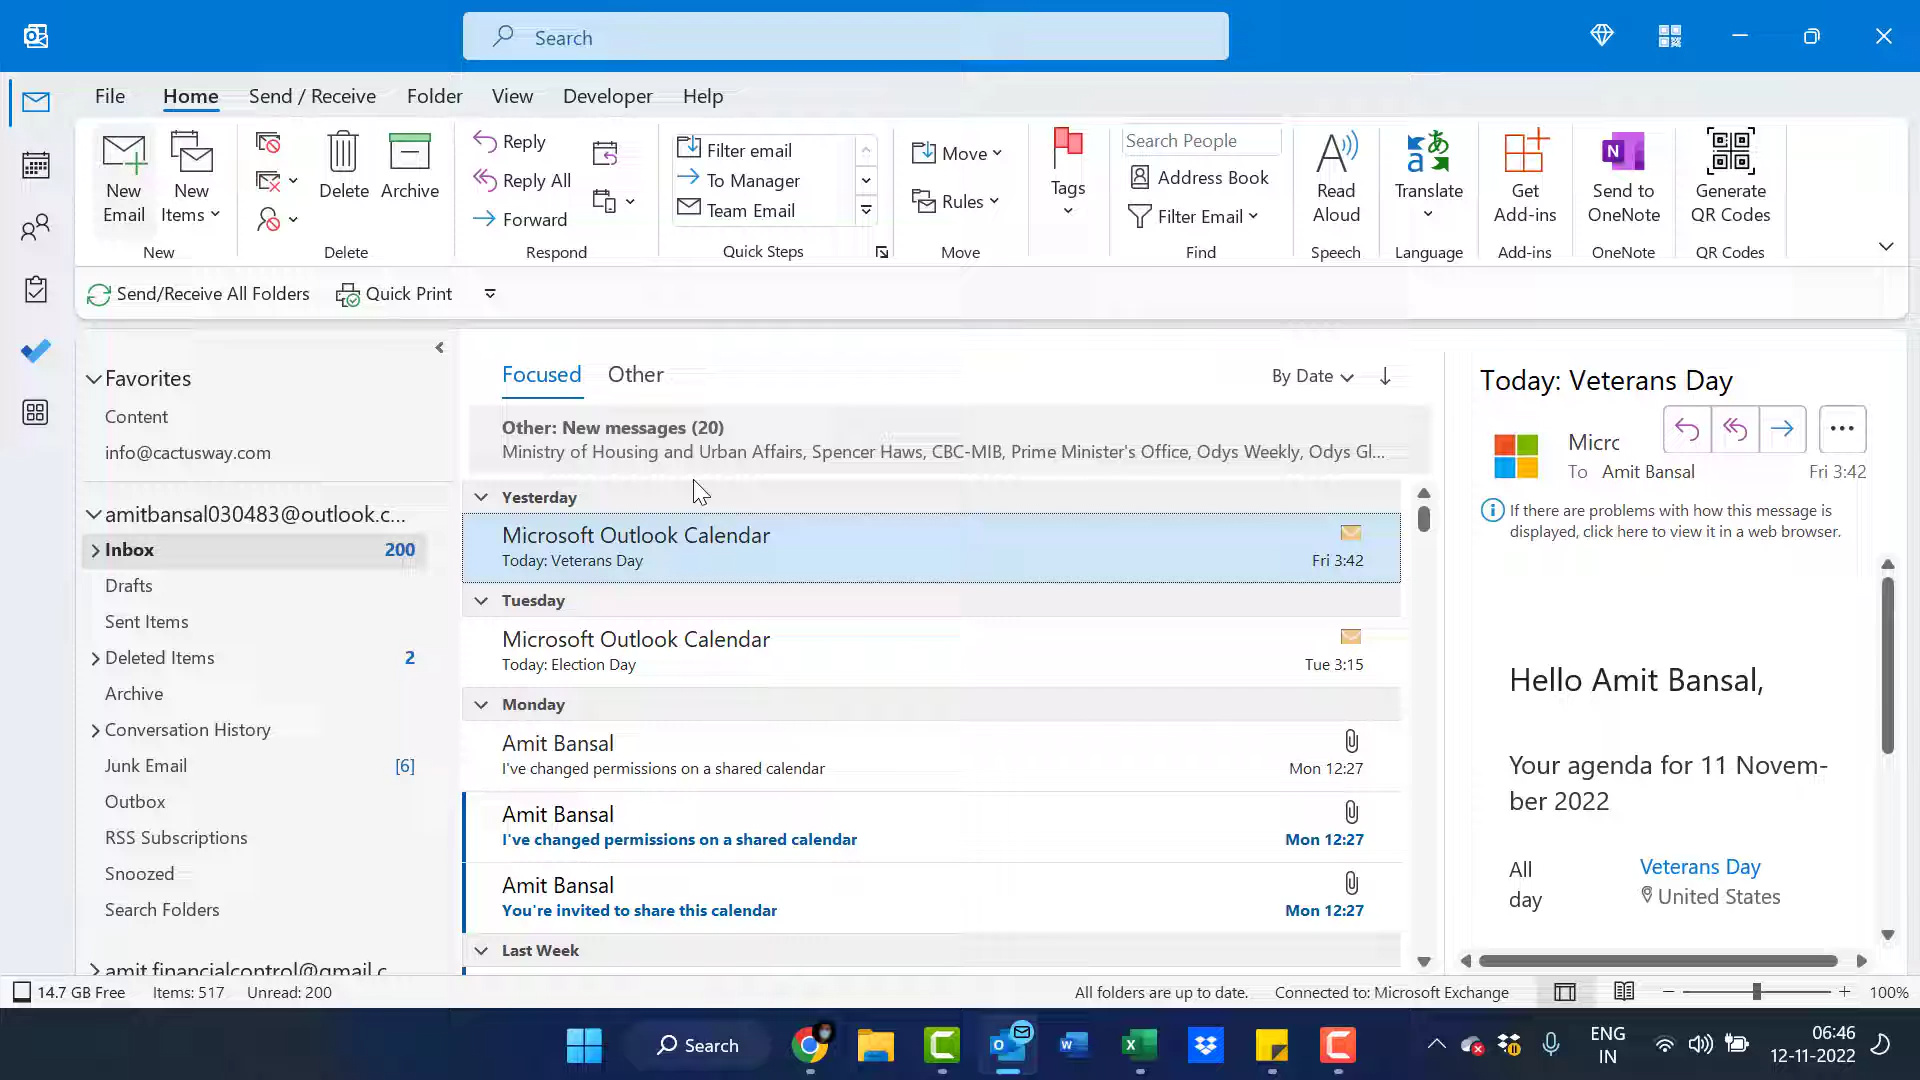 Search
File Home Send / Receive Folder View Developer Help
New Email
New Items
New
Delete
Archive
Delete
Reply
Reply All
Forward
Respond
Filter email
To Manager
Team Email
Quick Steps
Move
Rules
Move
Tags
Search People
Address Book
Filter Email
Find
Read Aloud
Speech
Translate
Language
Get Add-ins
Add-ins
Send to OneNote
OneNote
Generate QR Codes
QR Codes
Send/Receive All Folders Quick Print
Favorites
Content
info@cactusway.com
amitbansal030483@outlook.c...
Inbox 200
Drafts
Sent Items
Deleted Items 2
Archive
Conversation History
Junk Email [6]
Outbox
RSS Subscriptions
Snoozed
Search Folders
amit.financialcontrol@gmail.c
Focused Other By Date
Other: New messages (20)
Ministry of Housing and Urban Affairs, Spencer Haws, CBC-MIB, Prime Minister's Office, Odys Weekly, Odys Gl...
Yesterday
Microsoft Outlook Calendar
Today: Veterans Day Fri 3:42
Tuesday
Microsoft Outlook Calendar
Today: Election Day Tue 3:15
Monday
Amit Bansal
I've changed permissions on a shared calendar Mon 12:27
Amit Bansal
I've changed permissions on a shared calendar Mon 12:27
Amit Bansal
You're invited to share this calendar Mon 12:27
Last Week
Today: Veterans Day
Micrc
To Amit Bansal Fri 3:42
If there are problems with how this message is
displayed, click here to view it in a web browser.
Hello Amit Bansal,
Your agenda for 11 Novem-
ber 2022
All day
Veterans Day
United States
14.7 GB Free Items: 517 Unread: 200 All folders are up to date. Connected to: Microsoft Exchange 100%
Search
ENG
IN
06:46
12-11-2022